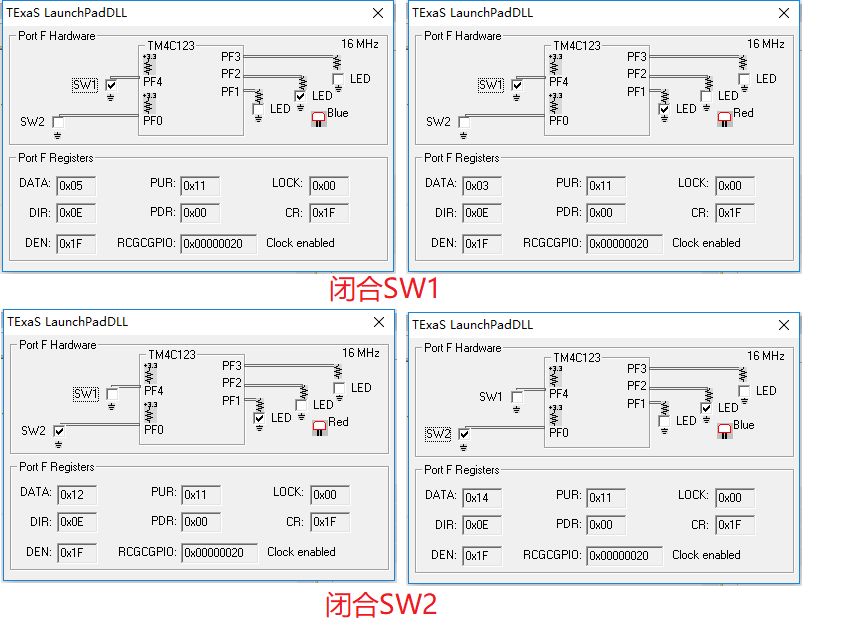 TExaS LaunchPadDLL
Port F Hardware
TM4C123
16 MHz
+3.3
PF3
LED
SW1
PF4
PF2
LED
+3.3
PF1
LED
Blue
SW2
PF0
Port F Registers
DATA: 0x05 PUR: 0x11 LOCK: 0x00
DIR: 0x0E PDR: 0x00 CR: 0x1F
DEN: 0x1F RCGCGPIO: 0x00000020 Clock enabled
TExaS LaunchPadDLL
Port F Hardware
TM4C123
16 MHz
+3.3
PF3
LED
SW1
PF4
PF2
LED
+3.3
PF1
LED
Red
SW2
PF0
Port F Registers
DATA: 0x03 PUR: 0x11 LOCK: 0x00
DIR: 0x0E PDR: 0x00 CR: 0x1F
DEN: 0x1F RCGCGPIO: 0x00000020 Clock enabled
闭合SW1
TExaS LaunchPadDLL
Port F Hardware
TM4C123
16 MHz
+3.3
PF3
LED
SW1
PF4
PF2
LED
+3.3
PF1
LED
Red
SW2
PF0
Port F Registers
DATA: 0x12 PUR: 0x11 LOCK: 0x00
DIR: 0x0E PDR: 0x00 CR: 0x1F
DEN: 0x1F RCGCGPIO: 0x00000020 Clock enabled
TExaS LaunchPadDLL
Port F Hardware
TM4C123
16 MHz
+3.3
PF3
LED
SW1
PF4
PF2
LED
+3.3
PF1
LED
Blue
SW2
PF0
Port F Registers
DATA: 0x14 PUR: 0x11 LOCK: 0x00
DIR: 0x0E PDR: 0x00 CR: 0x1F
DEN: 0x1F RCGCGPIO: 0x00000020 Clock enabled
闭合SW2